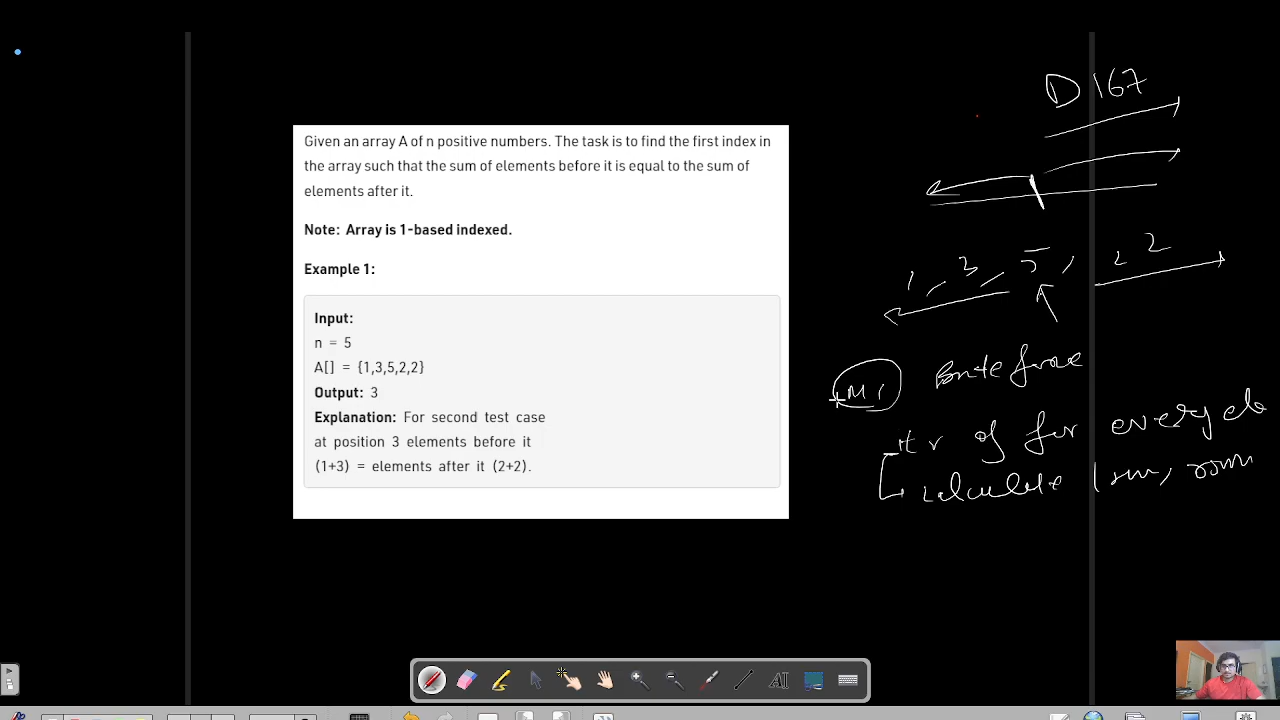 D 167
Given an array A of n positive numbers. The task is to find the first index in
the array such that the sum of elements before it is equal to the sum of
elements after it.
Note: Array is 1-based indexed.
Example 1:
Input:
n = 5
A[] = {1,3,5,2,2}
Output: 3
Explanation: For second test case
at position 3 elements before it
(1+3) = elements after it (2+2).
1, 3, 5, 2 2
M1 Brute force
of for every ele
calculate lsum, rsum
AI